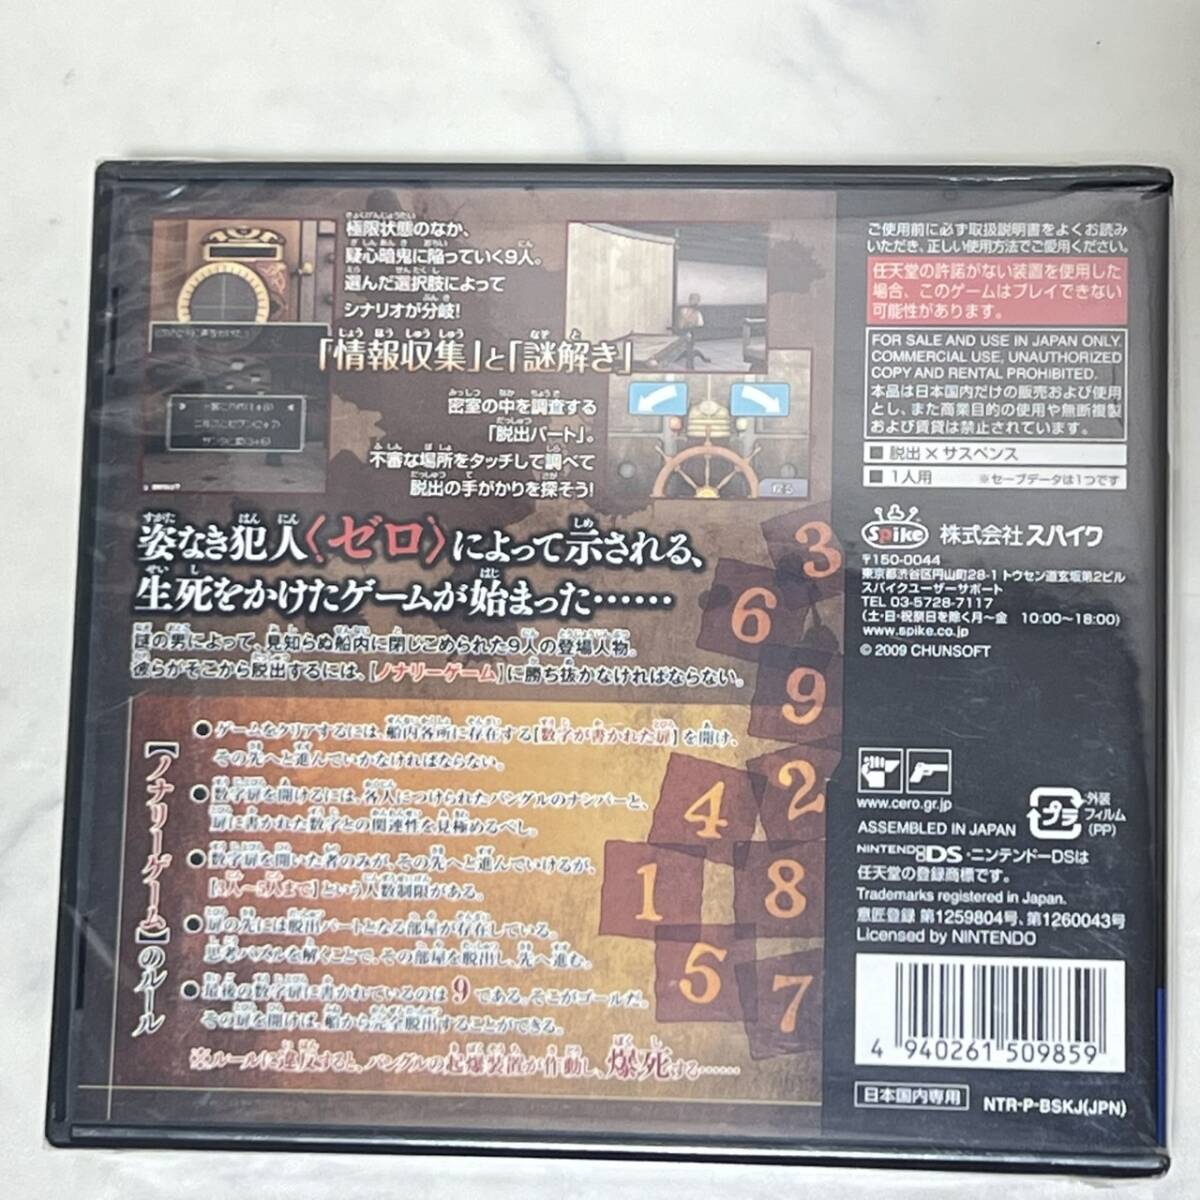 極限状態のなか、
疑心暗鬼に陥っていく9人。
選んだ選択肢によって
シナリオが分岐!
「情報収集」と「謎解き」
密室の中を調査する
「脱出パート」。
不審な場所をタッチして調べて
脱出の手がかりを探そう!
戻る
姿なき犯人〈ゼロ〉によって示される、
生死をかけたゲームが始まった……
謎の男によって、見知らぬ船内に閉じこめられた9人の登場人物。
彼らがそこから脱出するには、【ノナリーゲーム】に勝ち抜かなければならない。
【ノナリーゲーム】のルール
●ゲームをクリアするには、船内各所に存在する【数字が書かれた扉】を開け、
その先へと進んでいかなければならない。
●数字扉を開けるには、各人につけられたバングルのナンバーと、
扉に書かれた数字との関連性を見極めるべし。
●数字扉を開いた者のみが、その先へと進んでいけるが、
【3人〜5人まで】という人数制限がある。
●扉の先には脱出パートとなる部屋が存在している。
思考パズルを解くことで、その部屋を脱出し、先へ進む。
●最後の数字扉に書かれているのは9である。そこがゴールだ。
その扉を開けば、船から完全脱出することができる。
※ルールに違反すると、バングルの起爆装置が作動し、爆死する……
3
6
9
2
4
8
1
5
7
ご使用前に必ず取扱説明書をよくお読み
いただき、正しい使用方法でご愛用ください。
任天堂の許諾がない装置を使用した
場合、このゲームはプレイできない
可能性があります。
FOR SALE AND USE IN JAPAN ONLY.
COMMERCIAL USE, UNAUTHORIZED
COPY AND RENTAL PROHIBITED.
本品は日本国内だけの販売および使用
とし、また商業目的の使用や無断複製
および賃貸は禁止されています。
■ 脱出×サスペンス
■ 1人用 ※セーブデータは1つです
Spike 株式会社スパイク
〒150-0044
東京都渋谷区円山町28-1 トウセン道玄坂第2ビル
スパイクユーザーサポート
TEL 03-5728-7117
(土・日・祝祭日を除く月〜金 10:00〜18:00)
www.spike.co.jp
© 2009 CHUNSOFT
www.cero.gr.jp
プラ
外装
フィルム
(PP)
ASSEMBLED IN JAPAN
NINTENDO DS・ニンテンドーDSは
任天堂の登録商標です。
Trademarks registered in Japan.
意匠登録 第1259804号、第1260043号
Licensed by NINTENDO
4 940261 509859
日本国内専用
NTR-P-BSKJ(JPN)